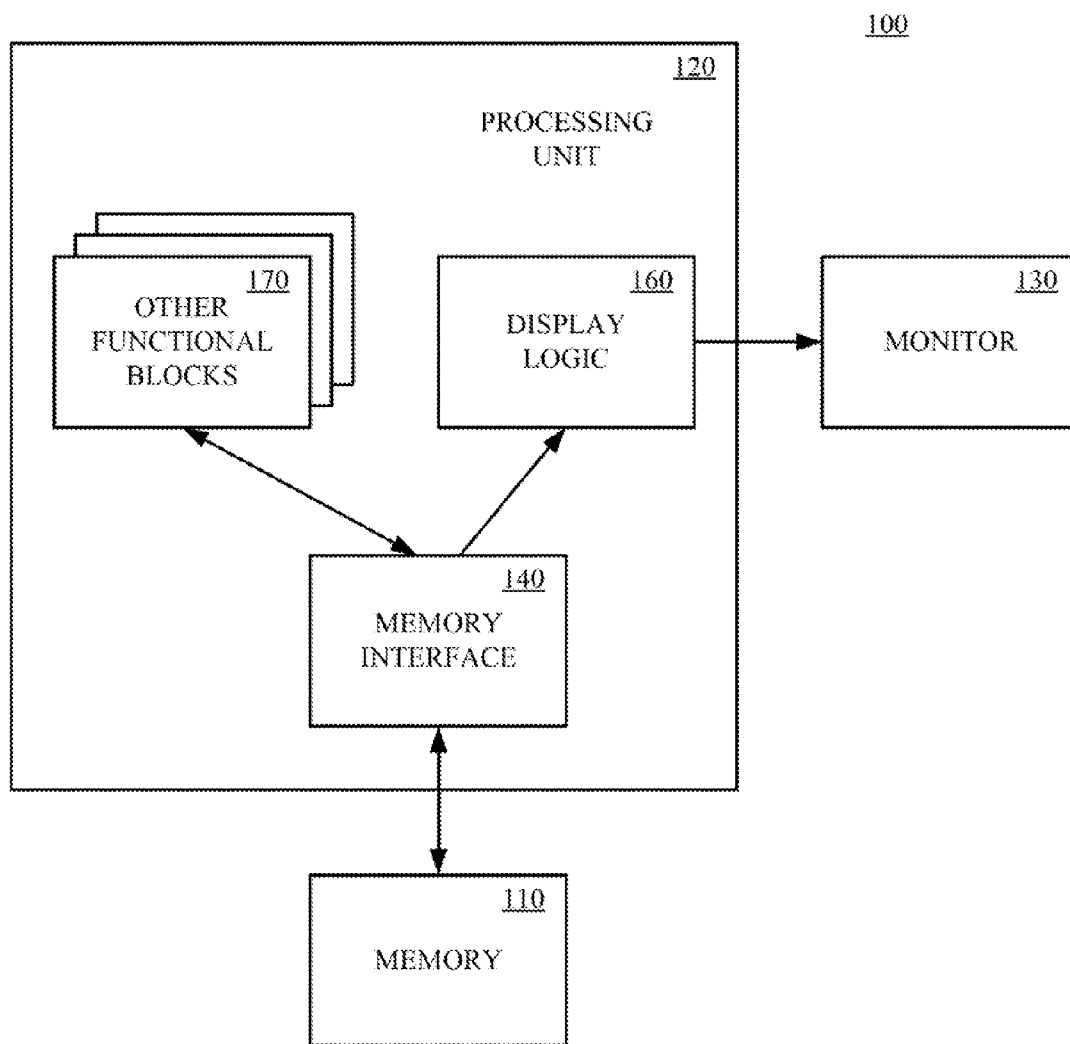 100
120
PROCESSING
UNIT
170
OTHER
FUNCTIONAL
BLOCKS
160
DISPLAY
LOGIC
130
MONITOR
140
MEMORY
INTERFACE
110
MEMORY